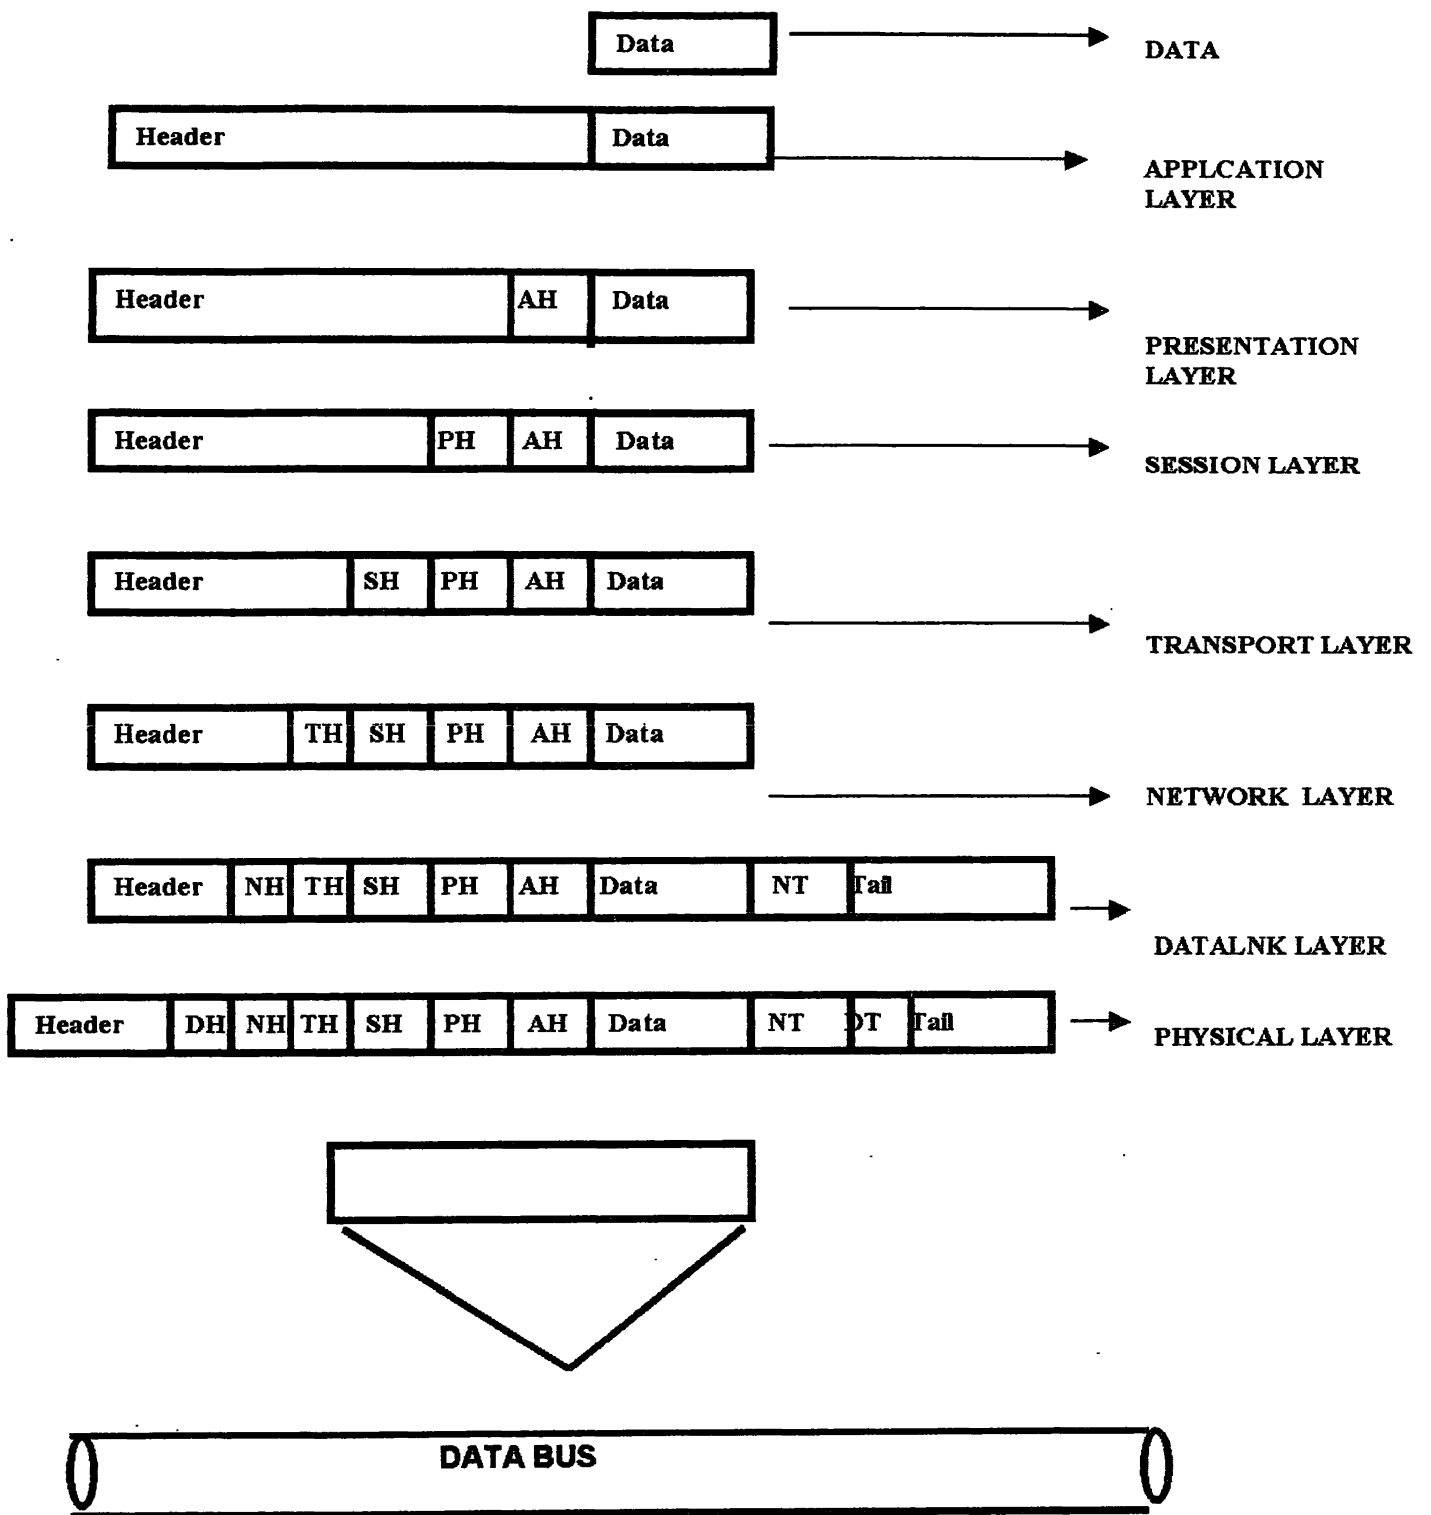 Data
DATA
Header Data
APPLCATION
LAYER
Header AH Data
PRESENTATION
LAYER
Header PH AH Data
SESSION LAYER
Header SH PH AH Data
TRANSPORT LAYER
Header TH SH PH AH Data
NETWORK LAYER
Header NH TH SH PH AH Data NT Tail
DATALNK LAYER
Header DH NH TH SH PH AH Data NT DT Tail
PHYSICAL LAYER
DATA BUS